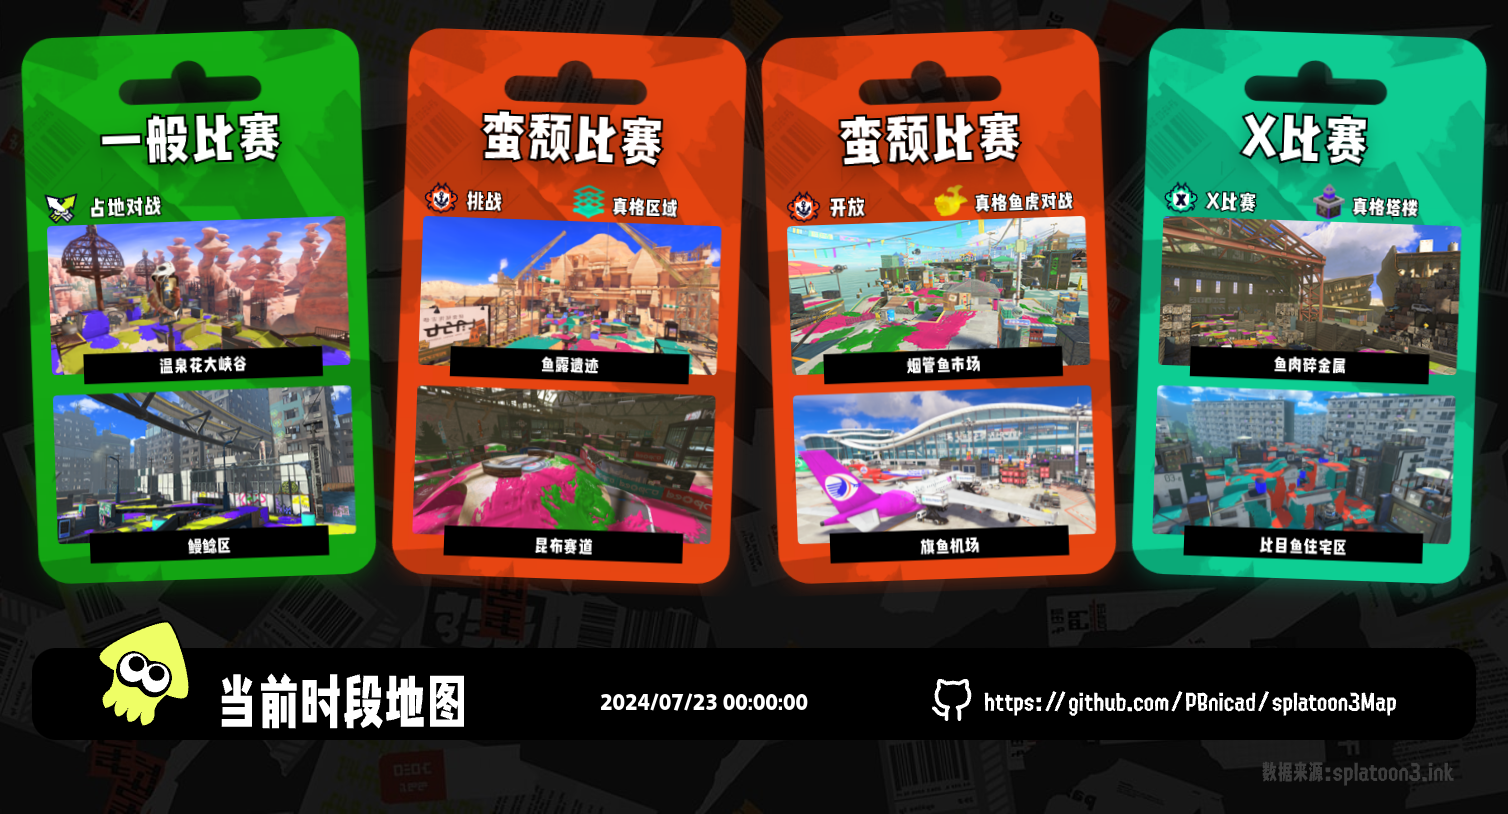 一般比赛
占地对战
温泉花大峡谷
鳗鲶区
蛮颓比赛
挑战
真格区域
鱼露遗迹
昆布赛道
蛮颓比赛
开放
真格鱼虎对战
烟管鱼市场
旗鱼机场
X比赛
X比赛
真格塔楼
鱼肉碎金属
比目鱼住宅区
当前时段地图
2024/07/23 00:00:00
https://github.com/PBnicad/splatoon3Map
数据来源:splatoon3.ink